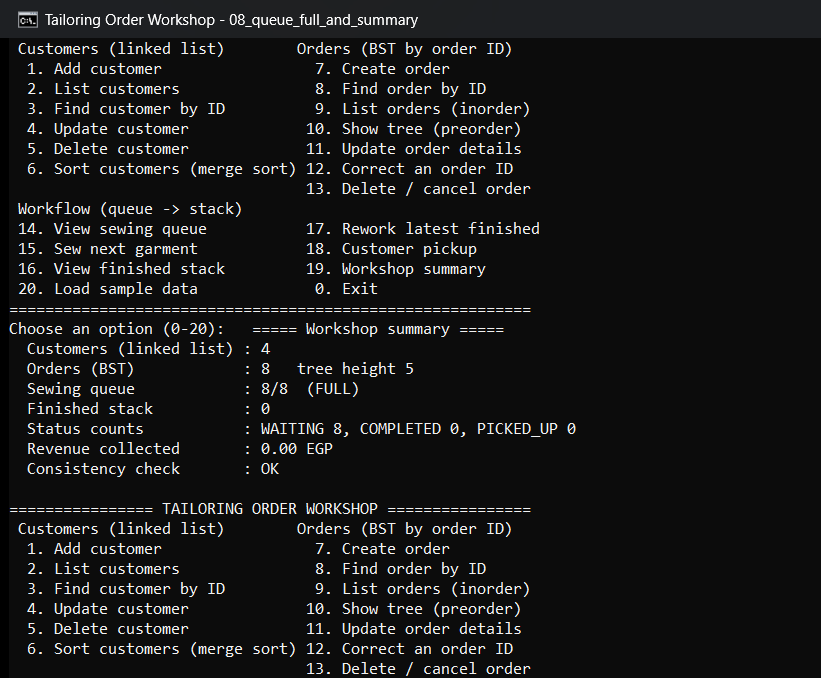 Tailoring Order Workshop - 08_queue_full_and_summary
Customers (linked list)        Orders (BST by order ID)
 1. Add customer                 7. Create order
 2. List customers               8. Find order by ID
 3. Find customer by ID          9. List orders (inorder)
 4. Update customer             10. Show tree (preorder)
 5. Delete customer             11. Update order details
 6. Sort customers (merge sort) 12. Correct an order ID
                                13. Delete / cancel order
Workflow (queue -> stack)
14. View sewing queue           17. Rework latest finished
15. Sew next garment            18. Customer pickup
16. View finished stack         19. Workshop summary
20. Load sample data             0. Exit
==========================================================
Choose an option (0-20):   ===== Workshop summary =====
  Customers (linked list) : 4
  Orders (BST)            : 8   tree height 5
  Sewing queue            : 8/8  (FULL)
  Finished stack          : 0
  Status counts           : WAITING 8, COMPLETED 0, PICKED_UP 0
  Revenue collected       : 0.00 EGP
  Consistency check       : OK
================ TAILORING ORDER WORKSHOP ================
Customers (linked list)        Orders (BST by order ID)
 1. Add customer                 7. Create order
 2. List customers               8. Find order by ID
 3. Find customer by ID          9. List orders (inorder)
 4. Update customer             10. Show tree (preorder)
 5. Delete customer             11. Update order details
 6. Sort customers (merge sort) 12. Correct an order ID
                                13. Delete / cancel order